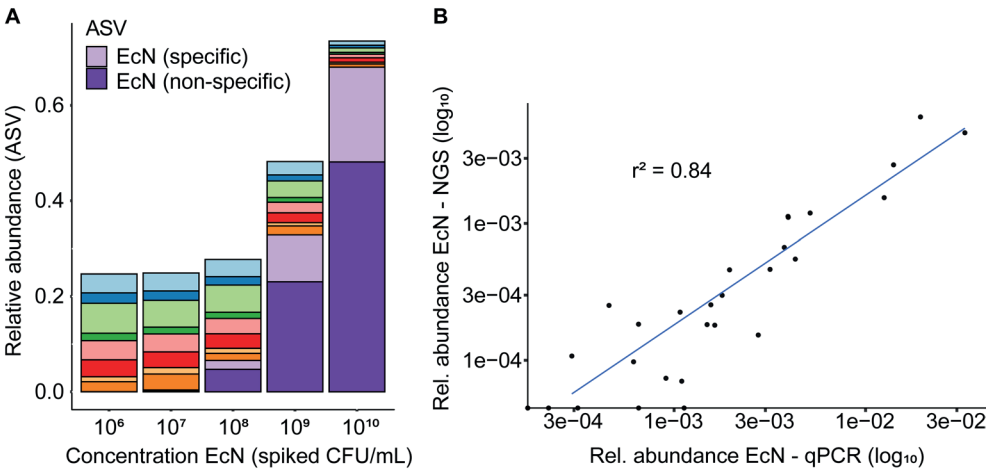 A
ASV
EcN (specific)
EcN (non-specific)
Relative abundance (ASV)
0.6
0.4
0.2
0.0
10⁶
10⁷
10⁸
10⁹
10¹⁰
Concentration EcN (spiked CFU/mL)
B
Rel. abundance EcN - NGS (log₁₀)
r² = 0.84
3e−03
1e−03
3e−04
1e−04
3e−04
1e−03
3e−03
1e−02
3e−02
Rel. abundance EcN - qPCR (log₁₀)